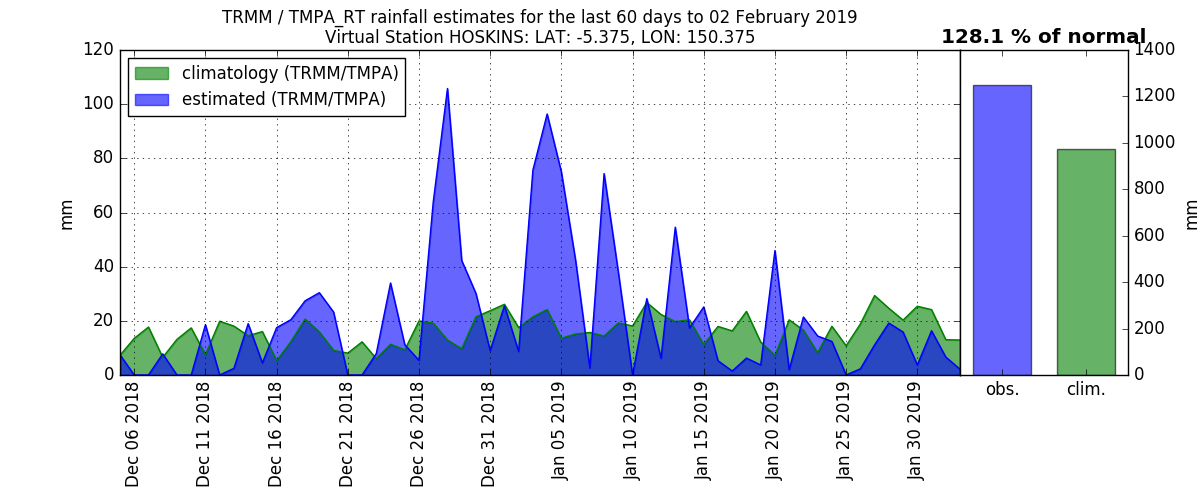 TRMM / TMPA_RT rainfall estimates for the last 60 days to 02 February 2019
Virtual Station HOSKINS: LAT: -5.375, LON: 150.375
128.1 % of normal
climatology (TRMM/TMPA)
estimated (TRMM/TMPA)
120
100
80
60
40
20
0
mm
1400
1200
1000
800
600
400
200
0
mm
Dec 06 2018
Dec 11 2018
Dec 16 2018
Dec 21 2018
Dec 26 2018
Dec 31 2018
Jan 05 2019
Jan 10 2019
Jan 15 2019
Jan 20 2019
Jan 25 2019
Jan 30 2019
obs.
clim.